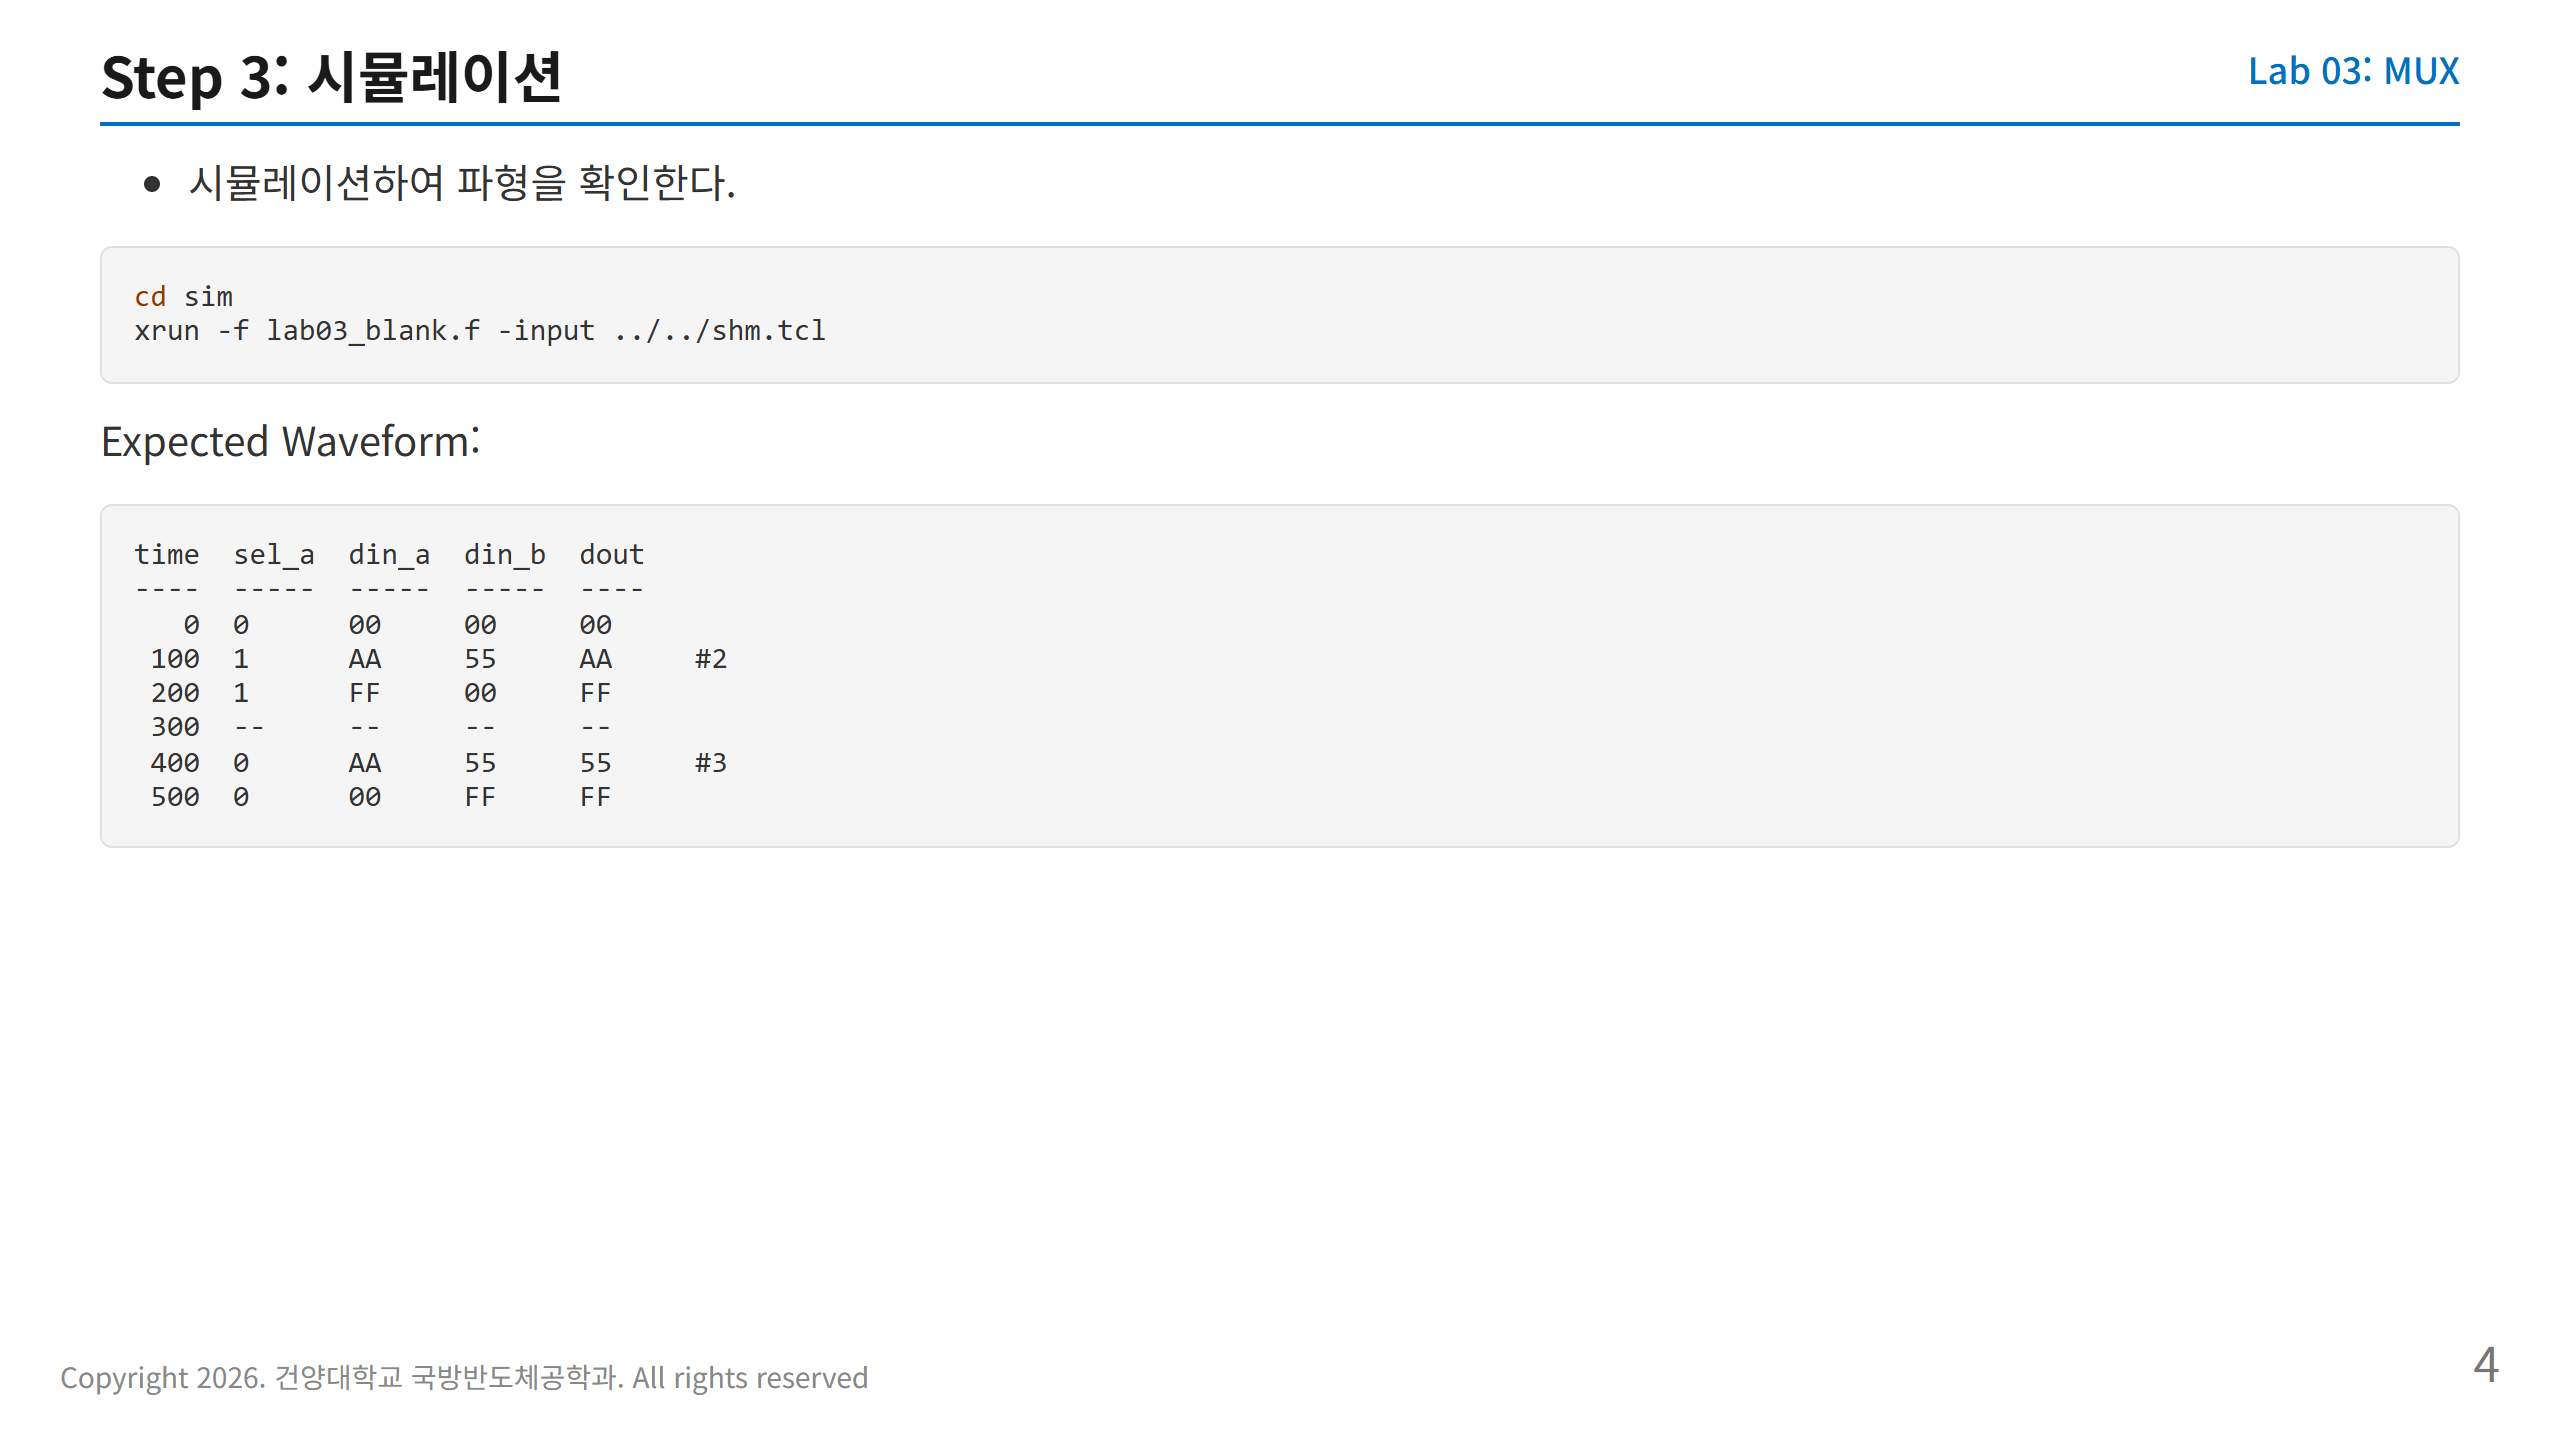 Step 3: 시뮬레이션
Lab 03: MUX
● 시뮬레이션하여 파형을 확인한다.
cd sim
xrun -f lab03_blank.f -input ../../shm.tcl
Expected Waveform:
time  sel_a  din_a  din_b  dout
----  -----  -----  -----  ----
   0  0      00     00     00
 100  1      AA     55     AA     #2
 200  1      FF     00     FF
 300  --     --     --     --
 400  0      AA     55     55     #3
 500  0      00     FF     FF
Copyright 2026. 건양대학교 국방반도체공학과. All rights reserved
4